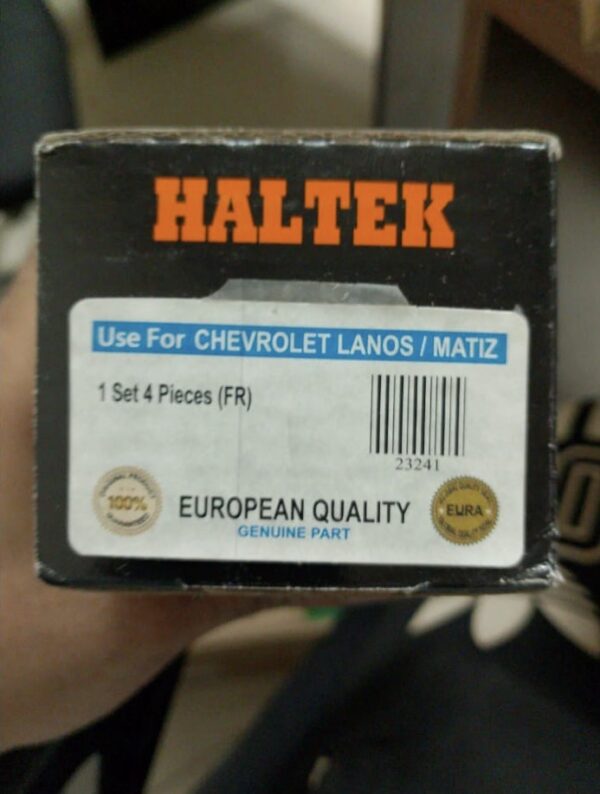 HALTEK
Use For CHEVROLET LANOS / MATIZ
1 Set 4 Pieces (FR)
23241
100%
EUROPEAN QUALITY
GENUINE PART
EURA